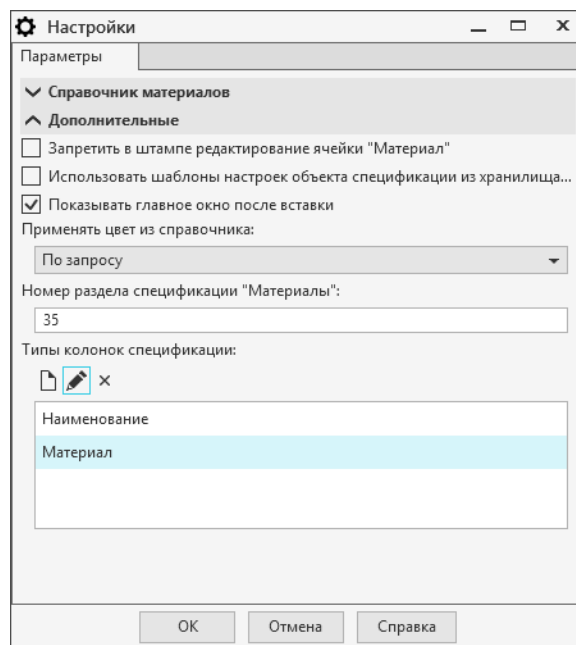 Настройки
Параметры
Справочник материалов
Дополнительные
Запретить в штампе редактирование ячейки "Материал"
Использовать шаблоны настроек объекта спецификации из хранилища...
Показывать главное окно после вставки
Применять цвет из справочника:
По запросу
Номер раздела спецификации "Материалы":
35
Типы колонок спецификации:
Наименование
Материал
ОК Отмена Справка